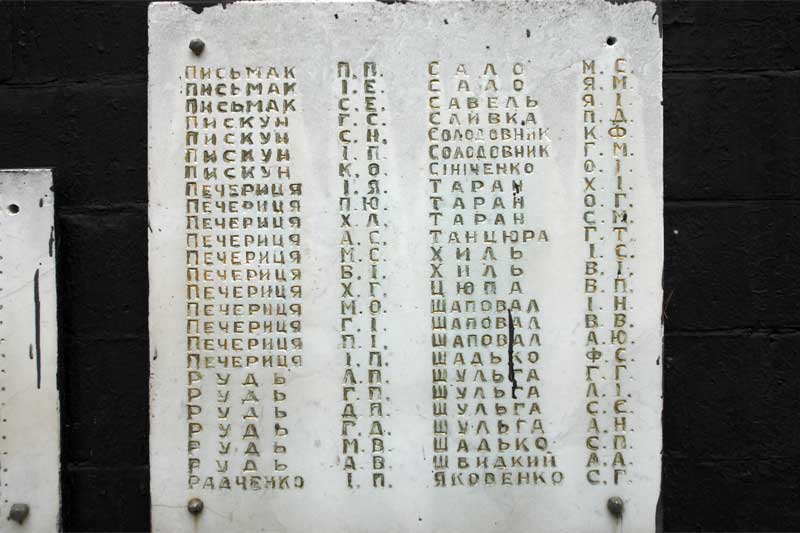 ПИСЬМАК П.П.
ПИСЬМАК І.Е.
ПИСЬМАК С.Е.
ПИСКУН Г.С.
ПИСКУН С.Н.
ПИСКУН І.П
ПИСКУН К.О
ПЕЧЕРИЦЯ І.Я.
ПЕЧЕРИЦЯ П.Ю.
ПЕЧЕРИЦЯ Х.Л.
ПЕЧЕРИЦЯ А.С.
ПЕЧЕРИЦЯ М.С.
ПЕЧЕРИЦЯ В.І.
ПЕЧЕРИЦЯ Х.Г.
ПЕЧЕРИЦЯ М.О.
ПЕЧЕРИЦЯ Г.І.
ПЕЧЕРИЦЯ П.І.
ПЕЧЕРИЦЯ І.П.
РУДЬ Л.П.
РУДЬ Г.П.
РУДЬ Д.П.
РУДЬ Г.Д.
РУДЬ М.В.
РУДЬ А.В
РАДЧЕНКО І.П.
САЛО М.С.
САЛО Я.М
САВЕЛЬ Я.І
СЛИВКА П.Д
СОЛОДОВНИК К.Ф
СОЛОДОВНИК Г.М
СІНІЧЕНКО О.І.
ТАРАН Х.І
ТАРАН О.Г.
ТАРАН С.М
ТАНЦЮРА Г.Т.
ХИЛЬ І.С
ХИЛЬ В.І.
ЦЮПА В.П
ШАПОВАЛ І.Н
ШАПОВАЛ В.В.
ШАПОВАЛ А.Ю
ШАДЬКО Ф.С
ШУЛЬГА Г.Г.
ШУЛЬГА Л.І.
ШУЛЬГА С.С.
ШУЛЬГА А.Н
ШАДЬКО С.П
ШВИДКИЙ А.А.
ЯКОВЕНКО С.Г.